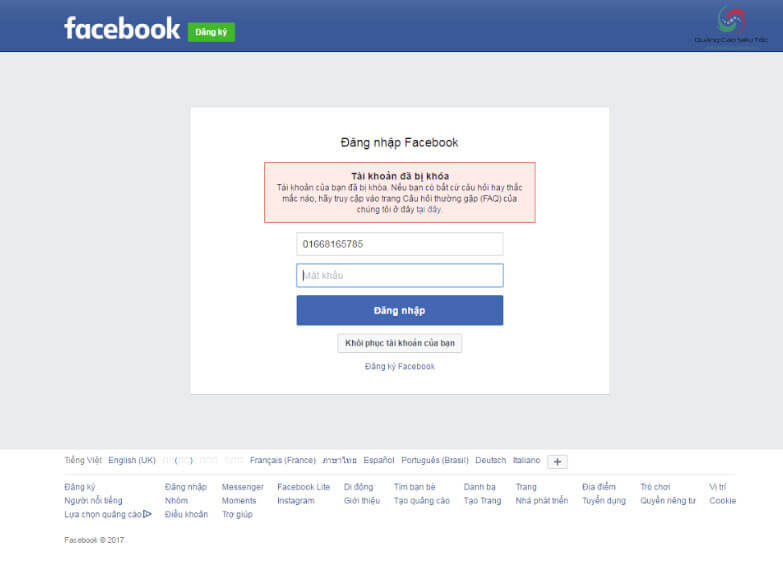 facebook Đăng ký
Quảng Cáo Siêu Tốc
Đăng nhập Facebook
Tài khoản đã bị khóa
Tài khoản của bạn đã bị khóa. Nếu bạn có bất cứ câu hỏi hay thắc
mắc nào, hãy truy cập vào trang Câu hỏi thường gặp (FAQ) của
chúng tôi ở đây tại đây.
01668165785
Mật khẩu
Đăng nhập
Khôi phục tài khoản của bạn
Đăng ký Facebook
Tiếng Việt English (UK) Français (France) ภาษาไทย Español Português (Brasil) Deutsch Italiano +
Đăng ký Đăng nhập Messenger Facebook Lite Di động Tìm bạn bè Danh bạ Trang Địa điểm Trò chơi Vị trí
Người nổi tiếng Nhóm Moments Instagram Giới thiệu Tạo quảng cáo Tạo Trang Nhà phát triển Tuyển dụng Quyền riêng tư Cookie
Lựa chọn quảng cáo Điều khoản Trợ giúp
Facebook © 2017